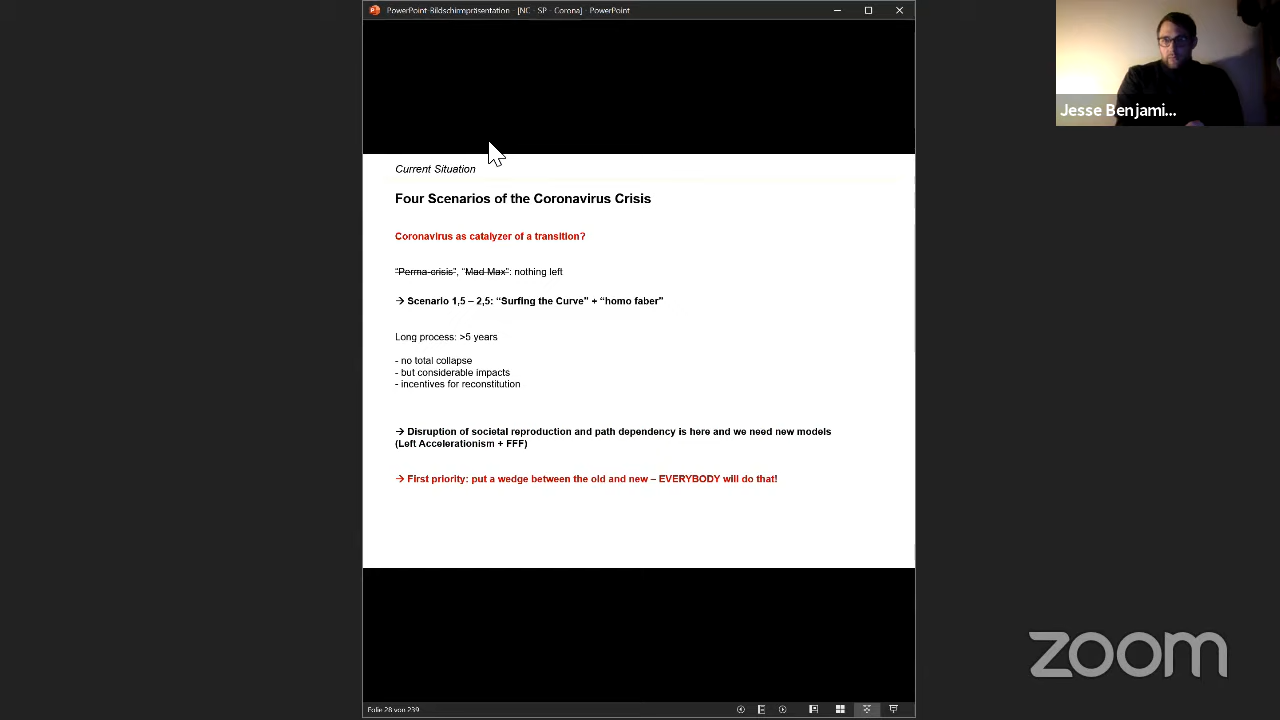 PowerPoint-Bildschirmpräsentation - [NC - SP - Corona] - PowerPoint
Jesse Benjami...
Current Situation
Four Scenarios of the Coronavirus Crisis
Coronavirus as catalyzer of a transition?
“Perma-crisis”, “Mad Max”: nothing left
→ Scenario 1,5 – 2,5: “Surfing the Curve” + “homo faber”
Long process: >5 years
- no total collapse
- but considerable impacts
- incentives for reconstitution
→ Disruption of societal reproduction and path dependency is here and we need new models
(Left Accelerationism + FFF)
→ First priority: put a wedge between the old and new – EVERYBODY will do that!
zoom
Folie 28 von 239